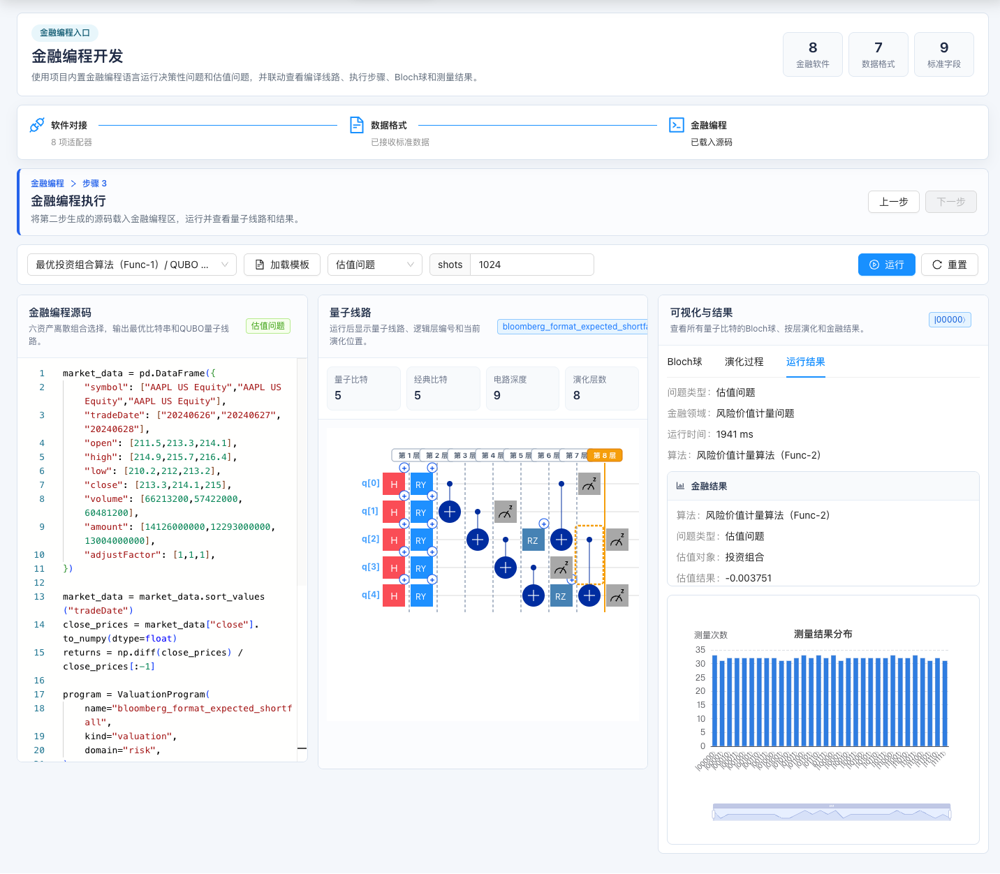 金融编程入口
金融编程开发
使用项目内置金融编程语言运行决策性问题和估值问题，并联动查看编译线路、执行步骤、Bloch球和测量结果。
8
金融软件
7
数据格式
9
标准字段
软件对接
8 项适配器
数据格式
已接收标准数据
金融编程
已载入源码
金融编程 > 步骤 3
金融编程执行
将第二步生成的源码载入金融编程区，运行并查看量子线路和结果。
上一步
下一步
最优投资组合算法（Func-1）/ QUBO ...
加载模板
估值问题
shots
1024
运行
重置
金融编程源码
六资产离散组合选择，输出最优比特串和QUBO量子线
路。
估值问题
1 market_data = pd.DataFrame({
2 "symbol": ["AAPL US Equity","AAPL US
Equity","AAPL US Equity"],
3 "tradeDate": ["20240626","20240627",
"20240628"],
4 "open": [211.5,213.3,214.1],
5 "high": [214.9,215.7,216.4],
6 "low": [210.2,212,213.2],
7 "close": [213.3,214.1,215],
8 "volume": [66213200,57422000,
60481200],
9 "amount": [14126000000,12293000000,
13004000000],
10 "adjustFactor": [1,1,1],
11 })
12
13 market_data = market_data.sort_values
("tradeDate")
14 close_prices = market_data["close"].
to_numpy(dtype=float)
15 returns = np.diff(close_prices) /
close_prices[:-1]
16
17 program = ValuationProgram(
18 name="bloomberg_format_expected_shortf
all",
19 kind="valuation",
20 domain="risk",
量子线路
运行后显示量子线路、逻辑层编号和当前
演化位置。
bloomberg_format_expected_shortfa
量子比特
5
经典比特
5
电路深度
9
演化层数
8
第 1 层 第 2 层 第 3 层 第 4 层 第 5 层 第 6 层 第 7 层 第 8 层
q[0] H RY z
q[1] H RY z
q[2] H RY RZ z
q[3] H RY z
q[4] H RY RZ z
可视化与结果
查看所有量子比特的Bloch球、按层演化和金融结果。
|00000⟩
Bloch球
演化过程
运行结果
问题类型：估值问题
金融领域：风险价值计量问题
运行时间：1941 ms
算法：风险价值计量算法（Func-2）
金融结果
算法：风险价值计量算法（Func-2）
问题类型：估值问题
估值对象：投资组合
估值结果：-0.003751
测量次数
测量结果分布
35
30
25
20
15
10
5
0